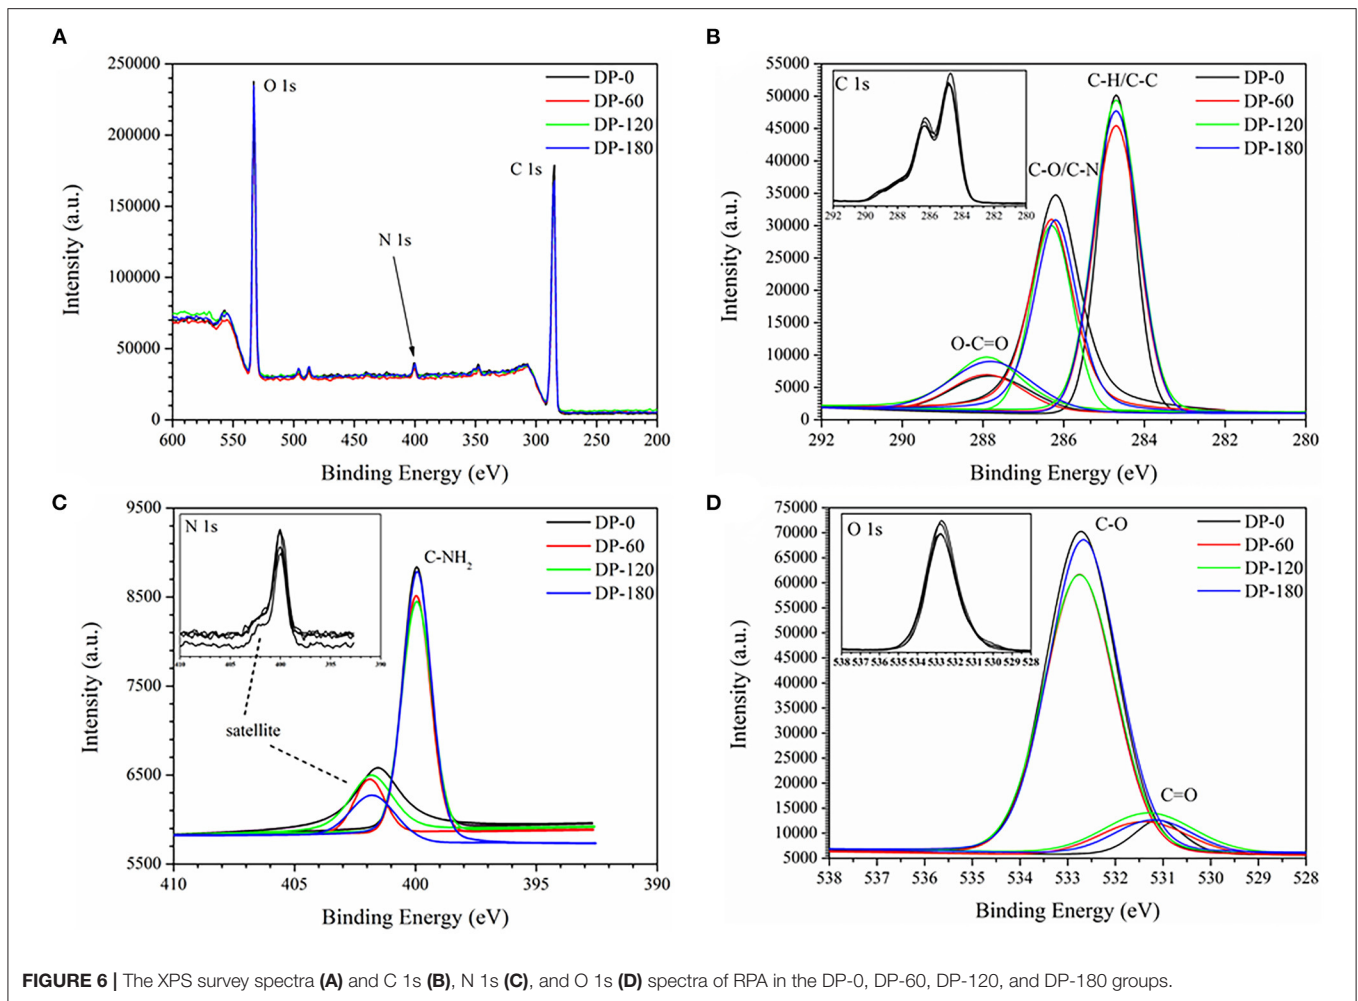 A
250000
200000
150000
100000
50000
0
600 550 500 450 400 350 300 250 200
Intensity (a.u.)
Binding Energy (eV)
O 1s
N 1s
C 1s
DP-0
DP-60
DP-120
DP-180
B
55000
50000
45000
40000
35000
30000
25000
20000
15000
10000
5000
0
292 290 288 286 284 282 280
Intensity (a.u.)
Binding Energy (eV)
C 1s
292 290 288 286 284 282 280
C-H/C-C
C-O/C-N
O-C=O
DP-0
DP-60
DP-120
DP-180
C
9500
8500
7500
6500
5500
410 405 400 395 390
Intensity (a.u.)
Binding Energy (eV)
N 1s
410 405 400 395 390
C-NH₂
satellite
DP-0
DP-60
DP-120
DP-180
D
75000
70000
65000
60000
55000
50000
45000
40000
35000
30000
25000
20000
15000
10000
5000
538 537 536 535 534 533 532 531 530 529 528
Intensity (a.u.)
Binding Energy (eV)
O 1s
538 537 536 535 534 533 532 531 530 529 528
C-O
C=O
DP-0
DP-60
DP-120
DP-180
FIGURE 6 | The XPS survey spectra (A) and C 1s (B), N 1s (C), and O 1s (D) spectra of RPA in the DP-0, DP-60, DP-120, and DP-180 groups.